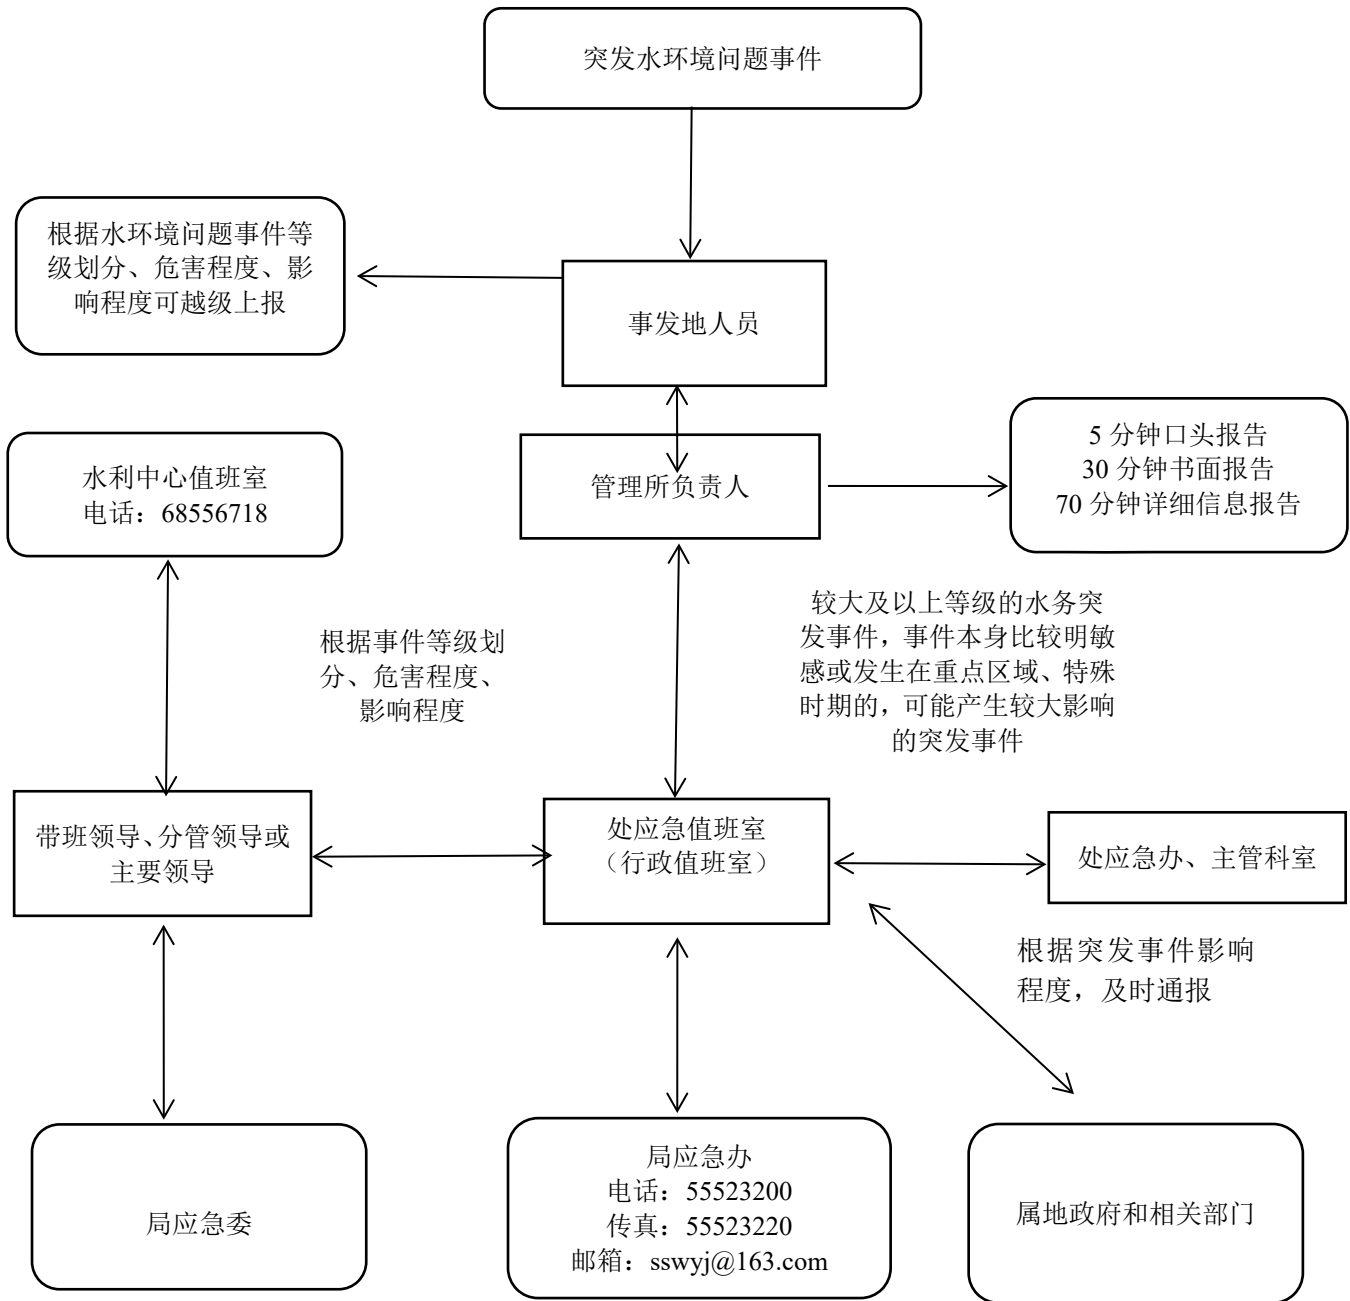 突发水环境问题事件
根据水环境问题事件等
级划分、危害程度、影
响程度可越级上报
事发地人员
水利中心值班室
电话：68556718
管理所负责人
5 分钟口头报告
30 分钟书面报告
70 分钟详细信息报告
根据事件等级划
分、危害程度、
影响程度
较大及以上等级的水务突
发事件，事件本身比较明敏
感或发生在重点区域、特殊
时期的，可能产生较大影响
的突发事件
带班领导、分管领导或
主要领导
处应急值班室
（行政值班室）
处应急办、主管科室
根据突发事件影响
程度，及时通报
局应急委
局应急办
电话：55523200
传真：55523220
邮箱：sswyj@163.com
属地政府和相关部门